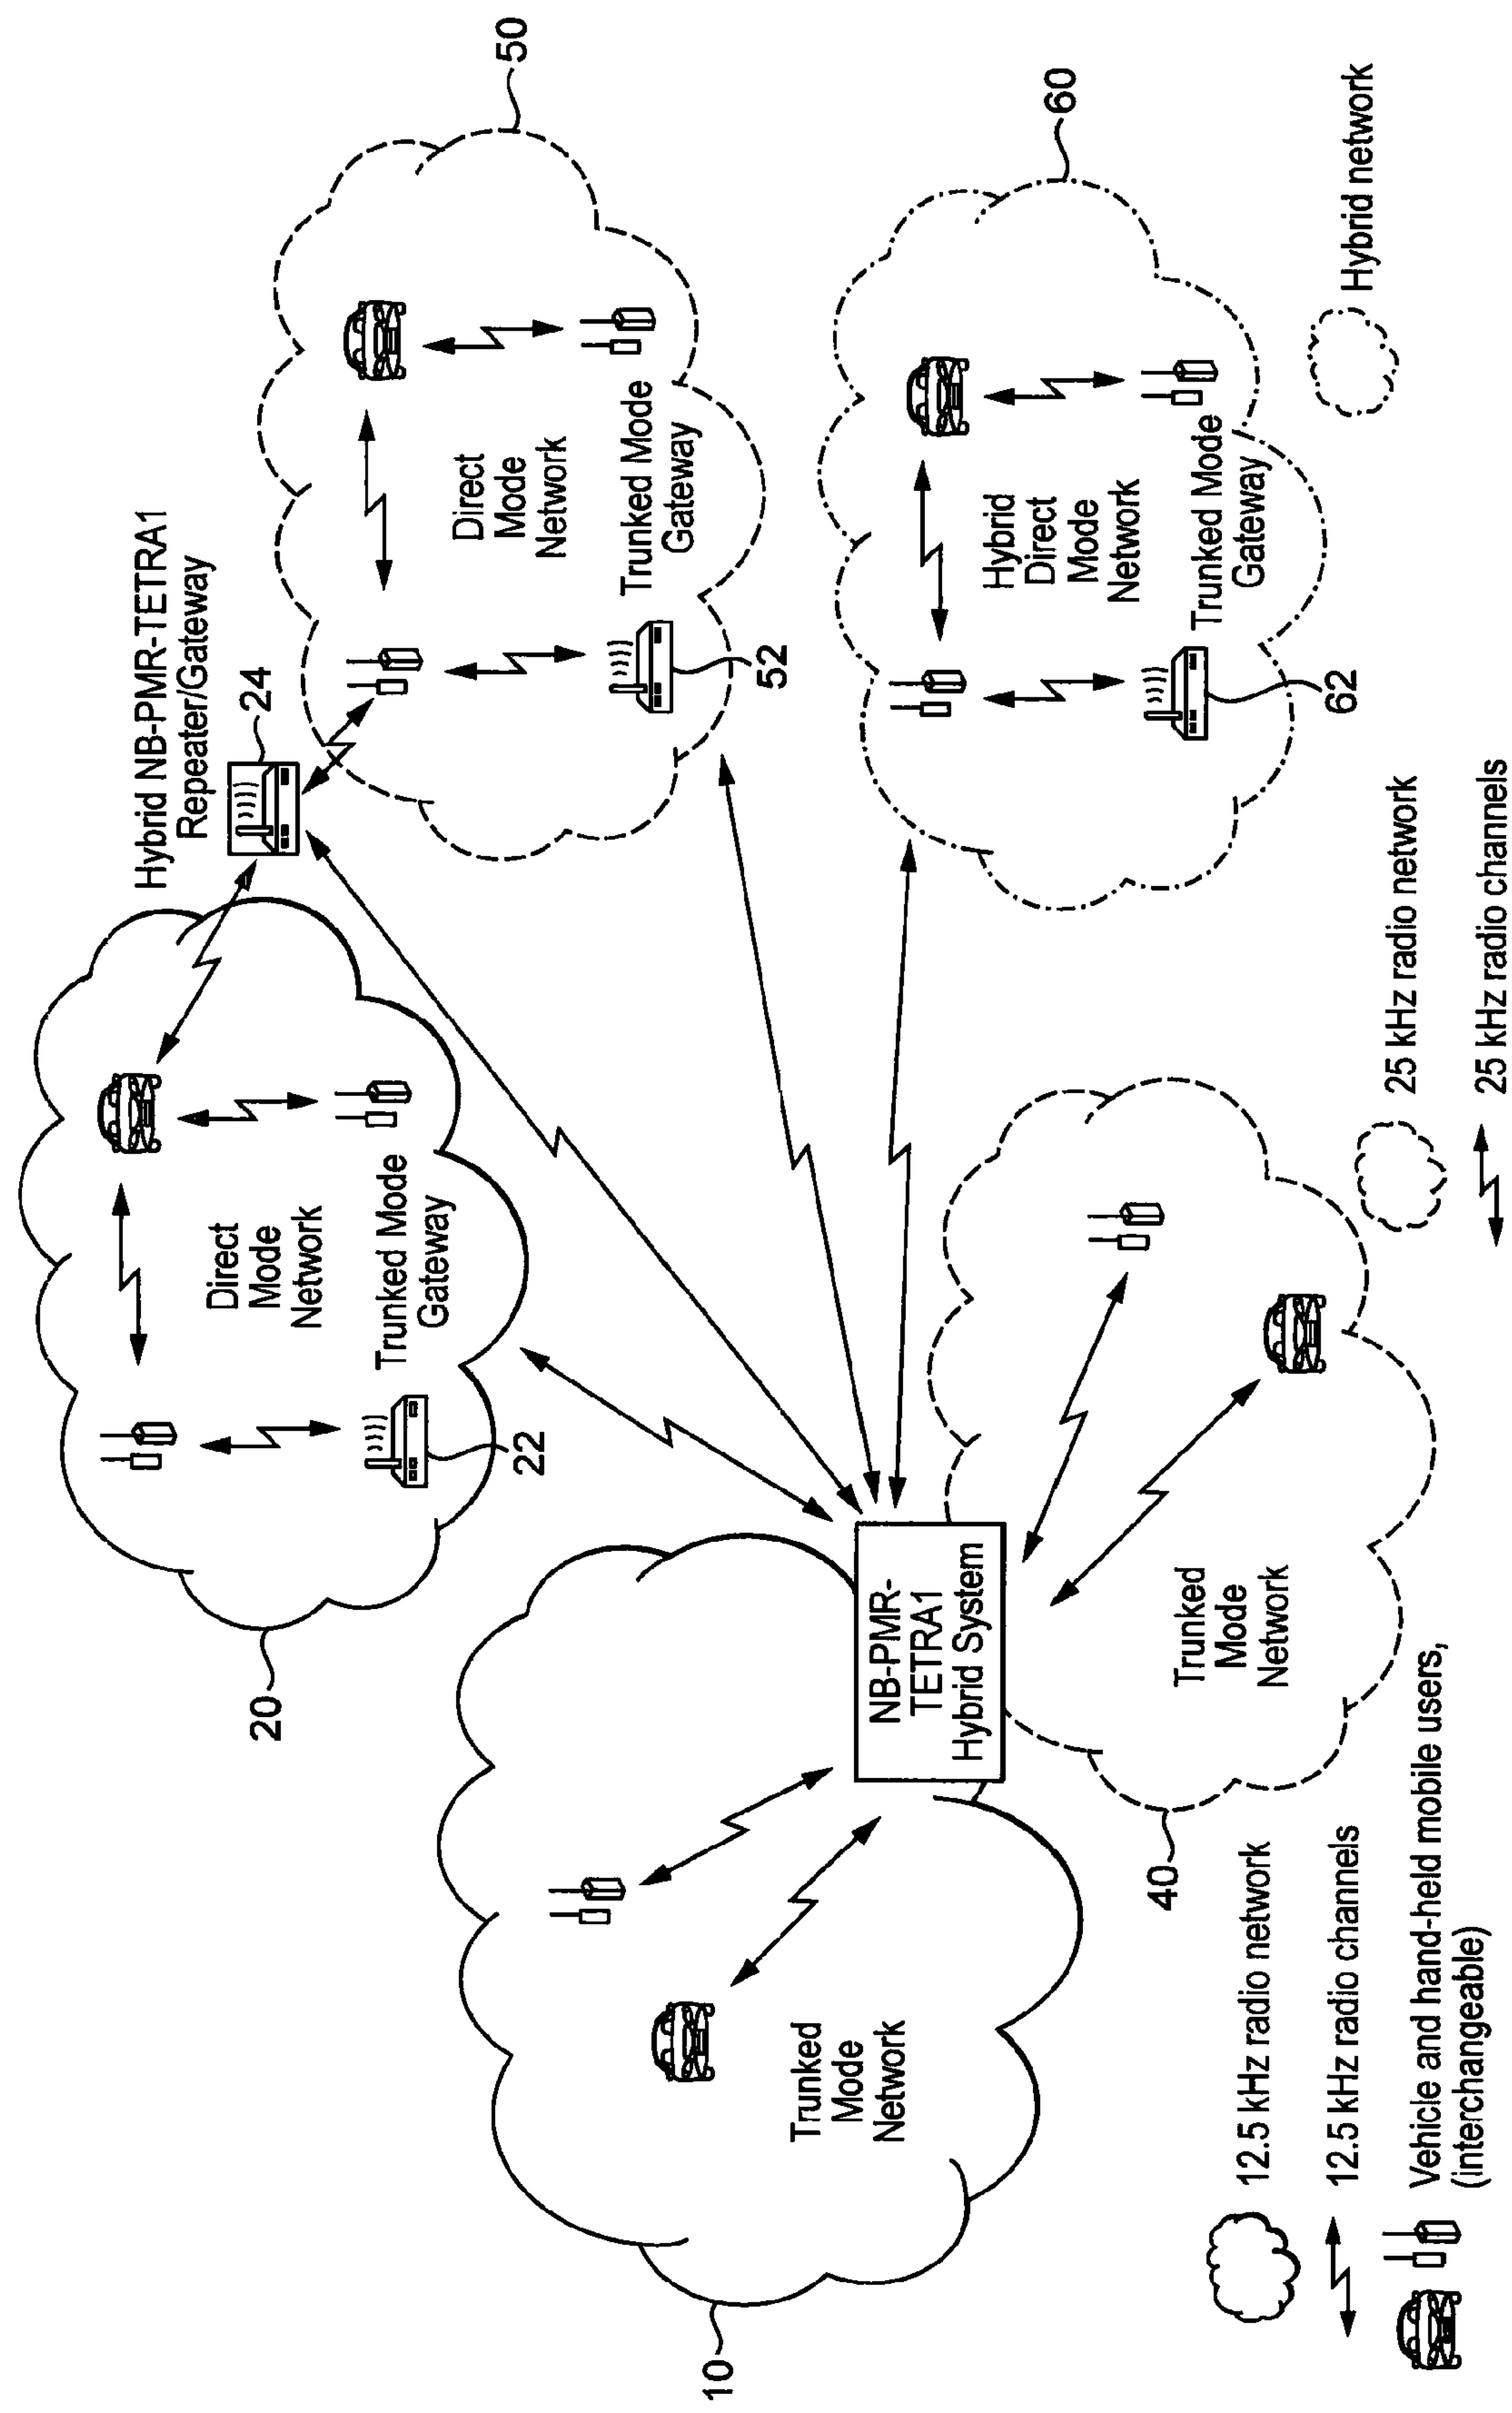 Hybrid NB-PMR-TETRA1
Repeater/Gateway
24
50
Direct
Mode
Network
Trunked Mode
Gateway
52
20
Direct
Mode
Network
Trunked Mode
Gateway
22
60
Hybrid
Direct
Mode
Network
Trunked Mode
Gateway
62
10
Trunked
Mode
Network
NB-PMR-
TETRA1
Hybrid System
40
Trunked
Mode
Network
12.5 kHz radio network
12.5 kHz radio channels
Vehicle and hand-held mobile users,
(interchangeable)
25 kHz radio network
25 kHz radio channels
Hybrid network